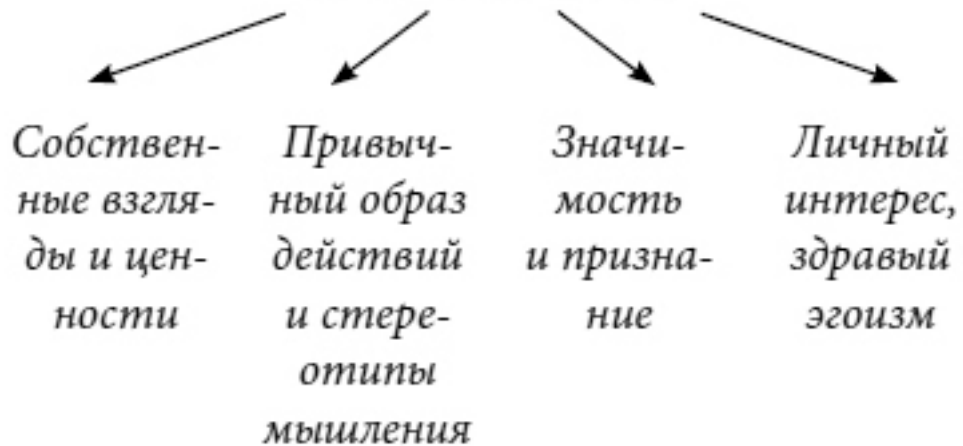 Собствен-
ные взгля-
ды и цен-
ности
Привыч-
ный образ
действий
и стере-
отипы
мышления
Значи-
мость
и призна-
ние
Личный
интерес,
здравый
эгоизм